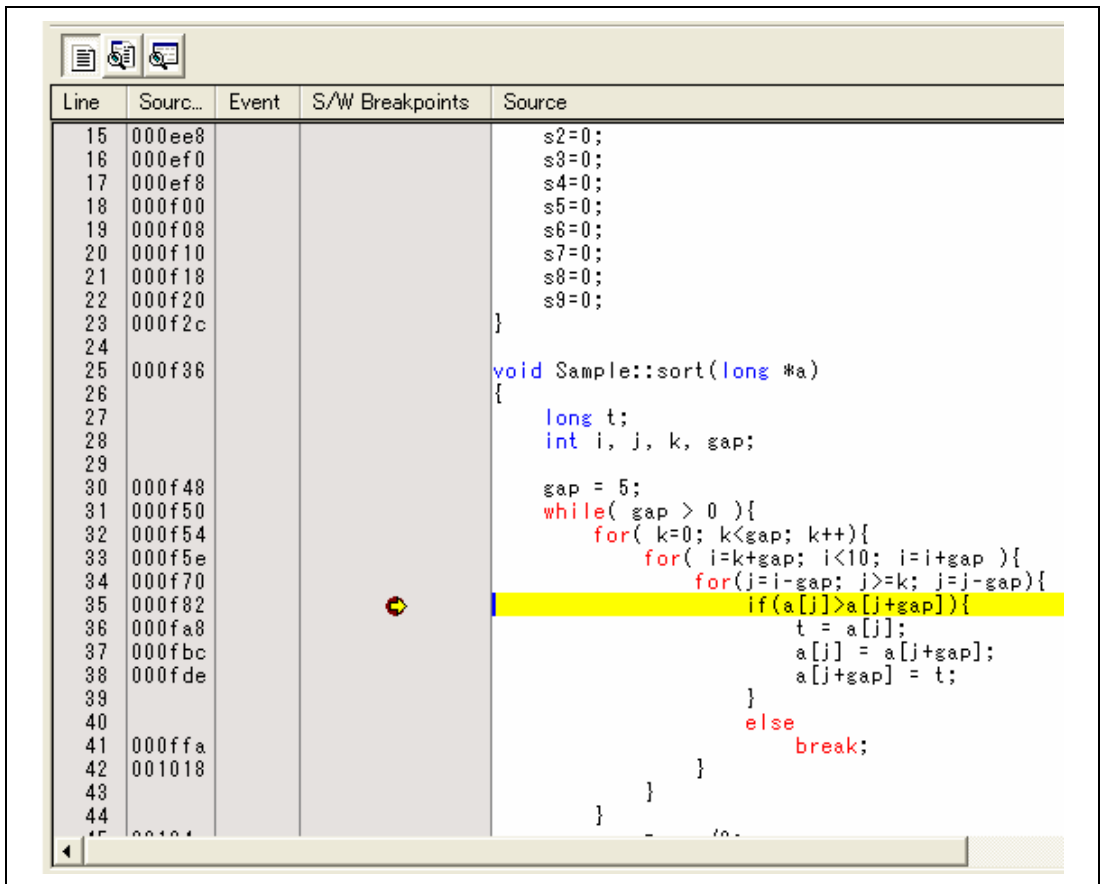 Line Sourc... Event S/W Breakpoints Source
15 000ee8 s2=0;
16 000ef0 s3=0;
17 000ef8 s4=0;
18 000f00 s5=0;
19 000f08 s6=0;
20 000f10 s7=0;
21 000f18 s8=0;
22 000f20 s9=0;
23 000f2c }
24
25 000f36 void Sample::sort(long *a)
26 {
27 long t;
28 int i, j, k, gap;
29
30 000f48 gap = 5;
31 000f50 while( gap > 0 ){
32 000f54 for( k=0; k<gap; k++){
33 000f5e for( i=k+gap; i<10; i=i+gap ){
34 000f70 for(j=i-gap; j>=k; j=j-gap){
35 000f82 if(a[j]>a[j+gap]){
36 000fa8 t = a[j];
37 000fbc a[j] = a[j+gap];
38 000fde a[j+gap] = t;
39 }
40 else
41 000ffa break;
42 001018 }
43 }
44 }